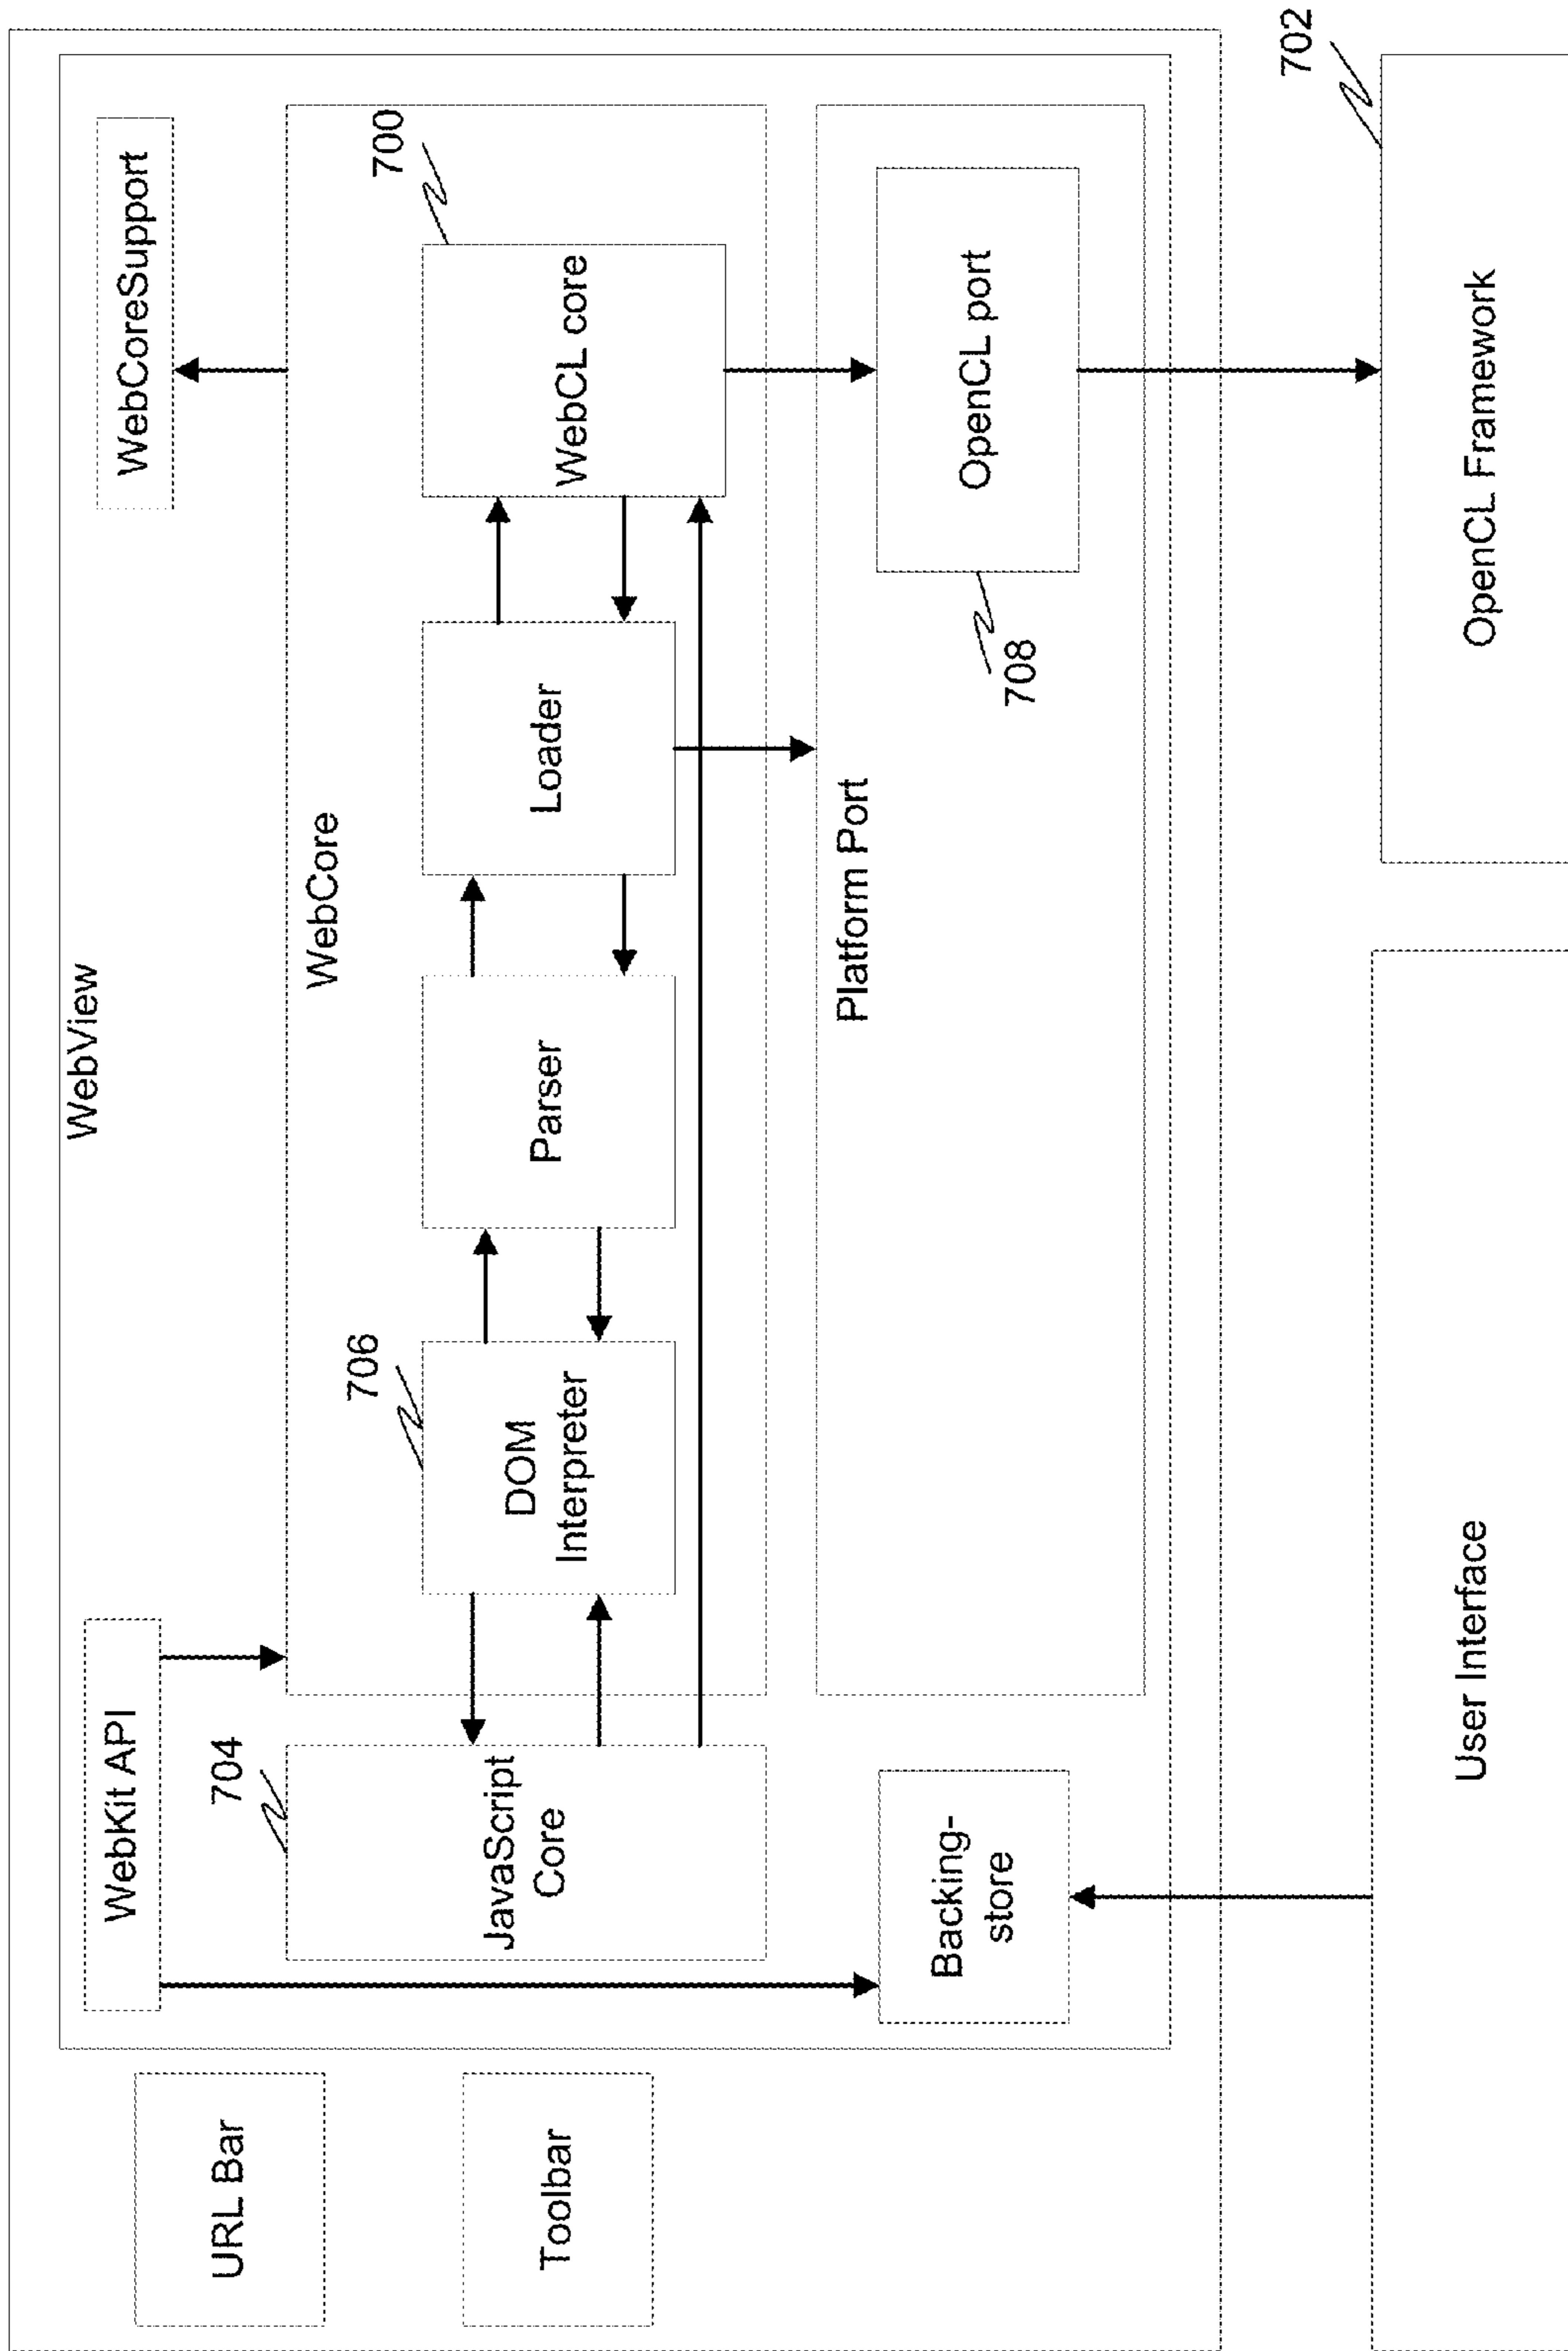 WebView
URL Bar
WebKit API
WebCoreSupport
704
WebCore
700
Toolbar
JavaScript
Core
706
DOM
Interpreter
Parser
Loader
WebCL core
Platform Port
Backing-
store
708
OpenCL port
702
User Interface
OpenCL Framework